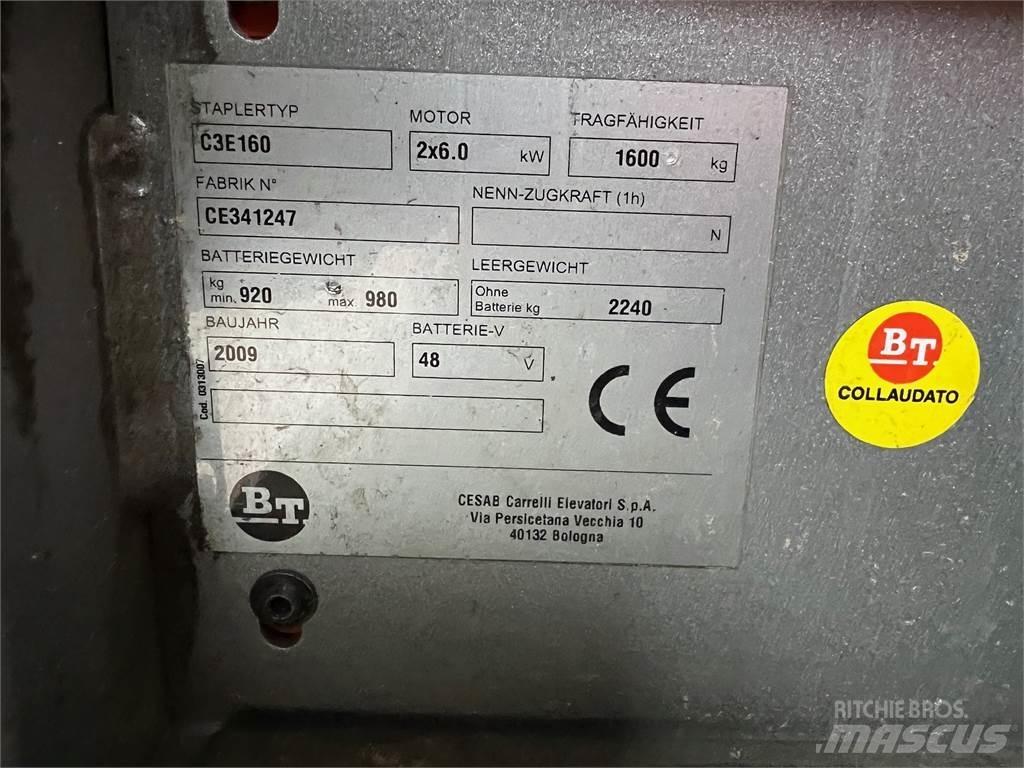 STAPLERTYP MOTOR TRAGFÄHIGKEIT
C3E160 2x6.0 kW 1600 kg
FABRIK N° NENN-ZUGKRAFT (1h)
CE341247 N
BATTERIEGEWICHT LEERGEWICHT
kg min. 920 max. 980 Ohne
Batterie kg 2240
BAUJAHR BATTERIE-V
2009 48 V
Cod. 0313007
CE
BT
CESAB Carrelli Elevatori S.p.A.
Via Persicetana Vecchia 10
40132 Bologna
BT
COLLAUDATO
RITCHIE BROS.
MASCUS